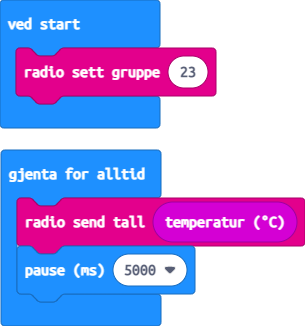 ved start
radio sett gruppe 23
gjenta for alltid
radio send tall temperatur (°C)
pause (ms) 5000